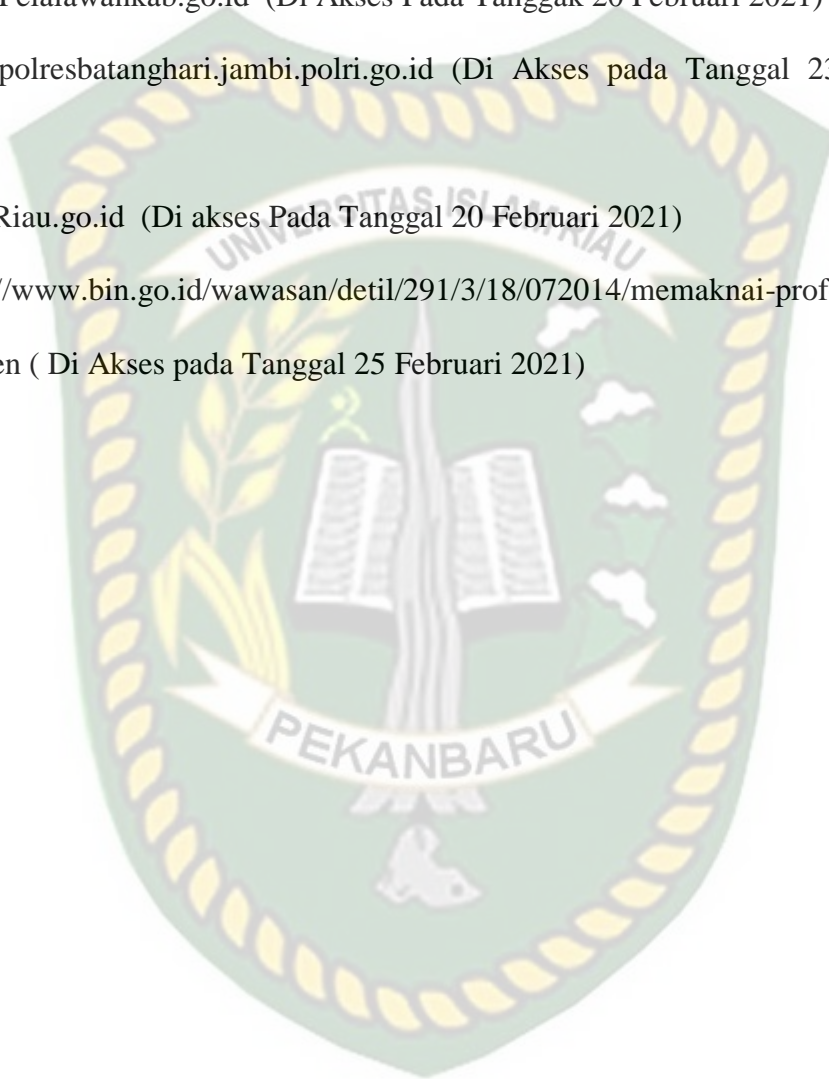 Pelalawankab.go.id (Di Akses Pada Tanggak 20 Februari 2021)
polresbatanghari.jambi.polri.go.id (Di Akses pada Tanggal 23
Riau.go.id (Di akses Pada Tanggal 20 Februari 2021)
//www.bin.go.id/wawasan/detil/291/3/18/072014/memaknai-prof
en ( Di Akses pada Tanggal 25 Februari 2021)
UNIVERSITAS ISLAM RIAU
PEKANBARU